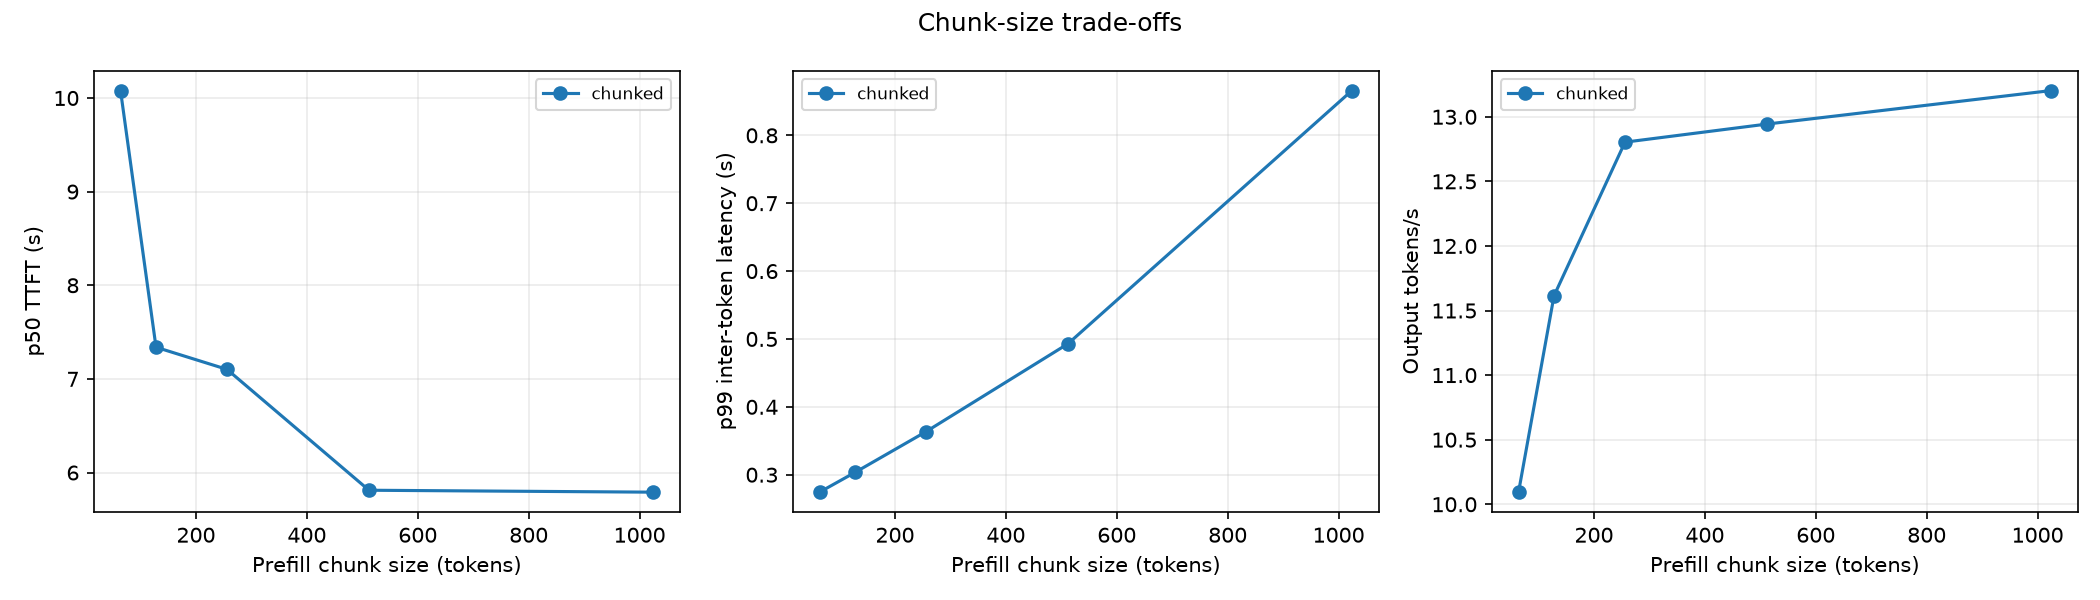 Chunk-size trade-offs
p50 TTFT (s)
10
9
8
7
6
chunked
200 400 600 800 1000
Prefill chunk size (tokens)
p99 inter-token latency (s)
0.8
0.7
0.6
0.5
0.4
0.3
chunked
200 400 600 800 1000
Prefill chunk size (tokens)
Output tokens/s
13.0
12.5
12.0
11.5
11.0
10.5
10.0
chunked
200 400 600 800 1000
Prefill chunk size (tokens)